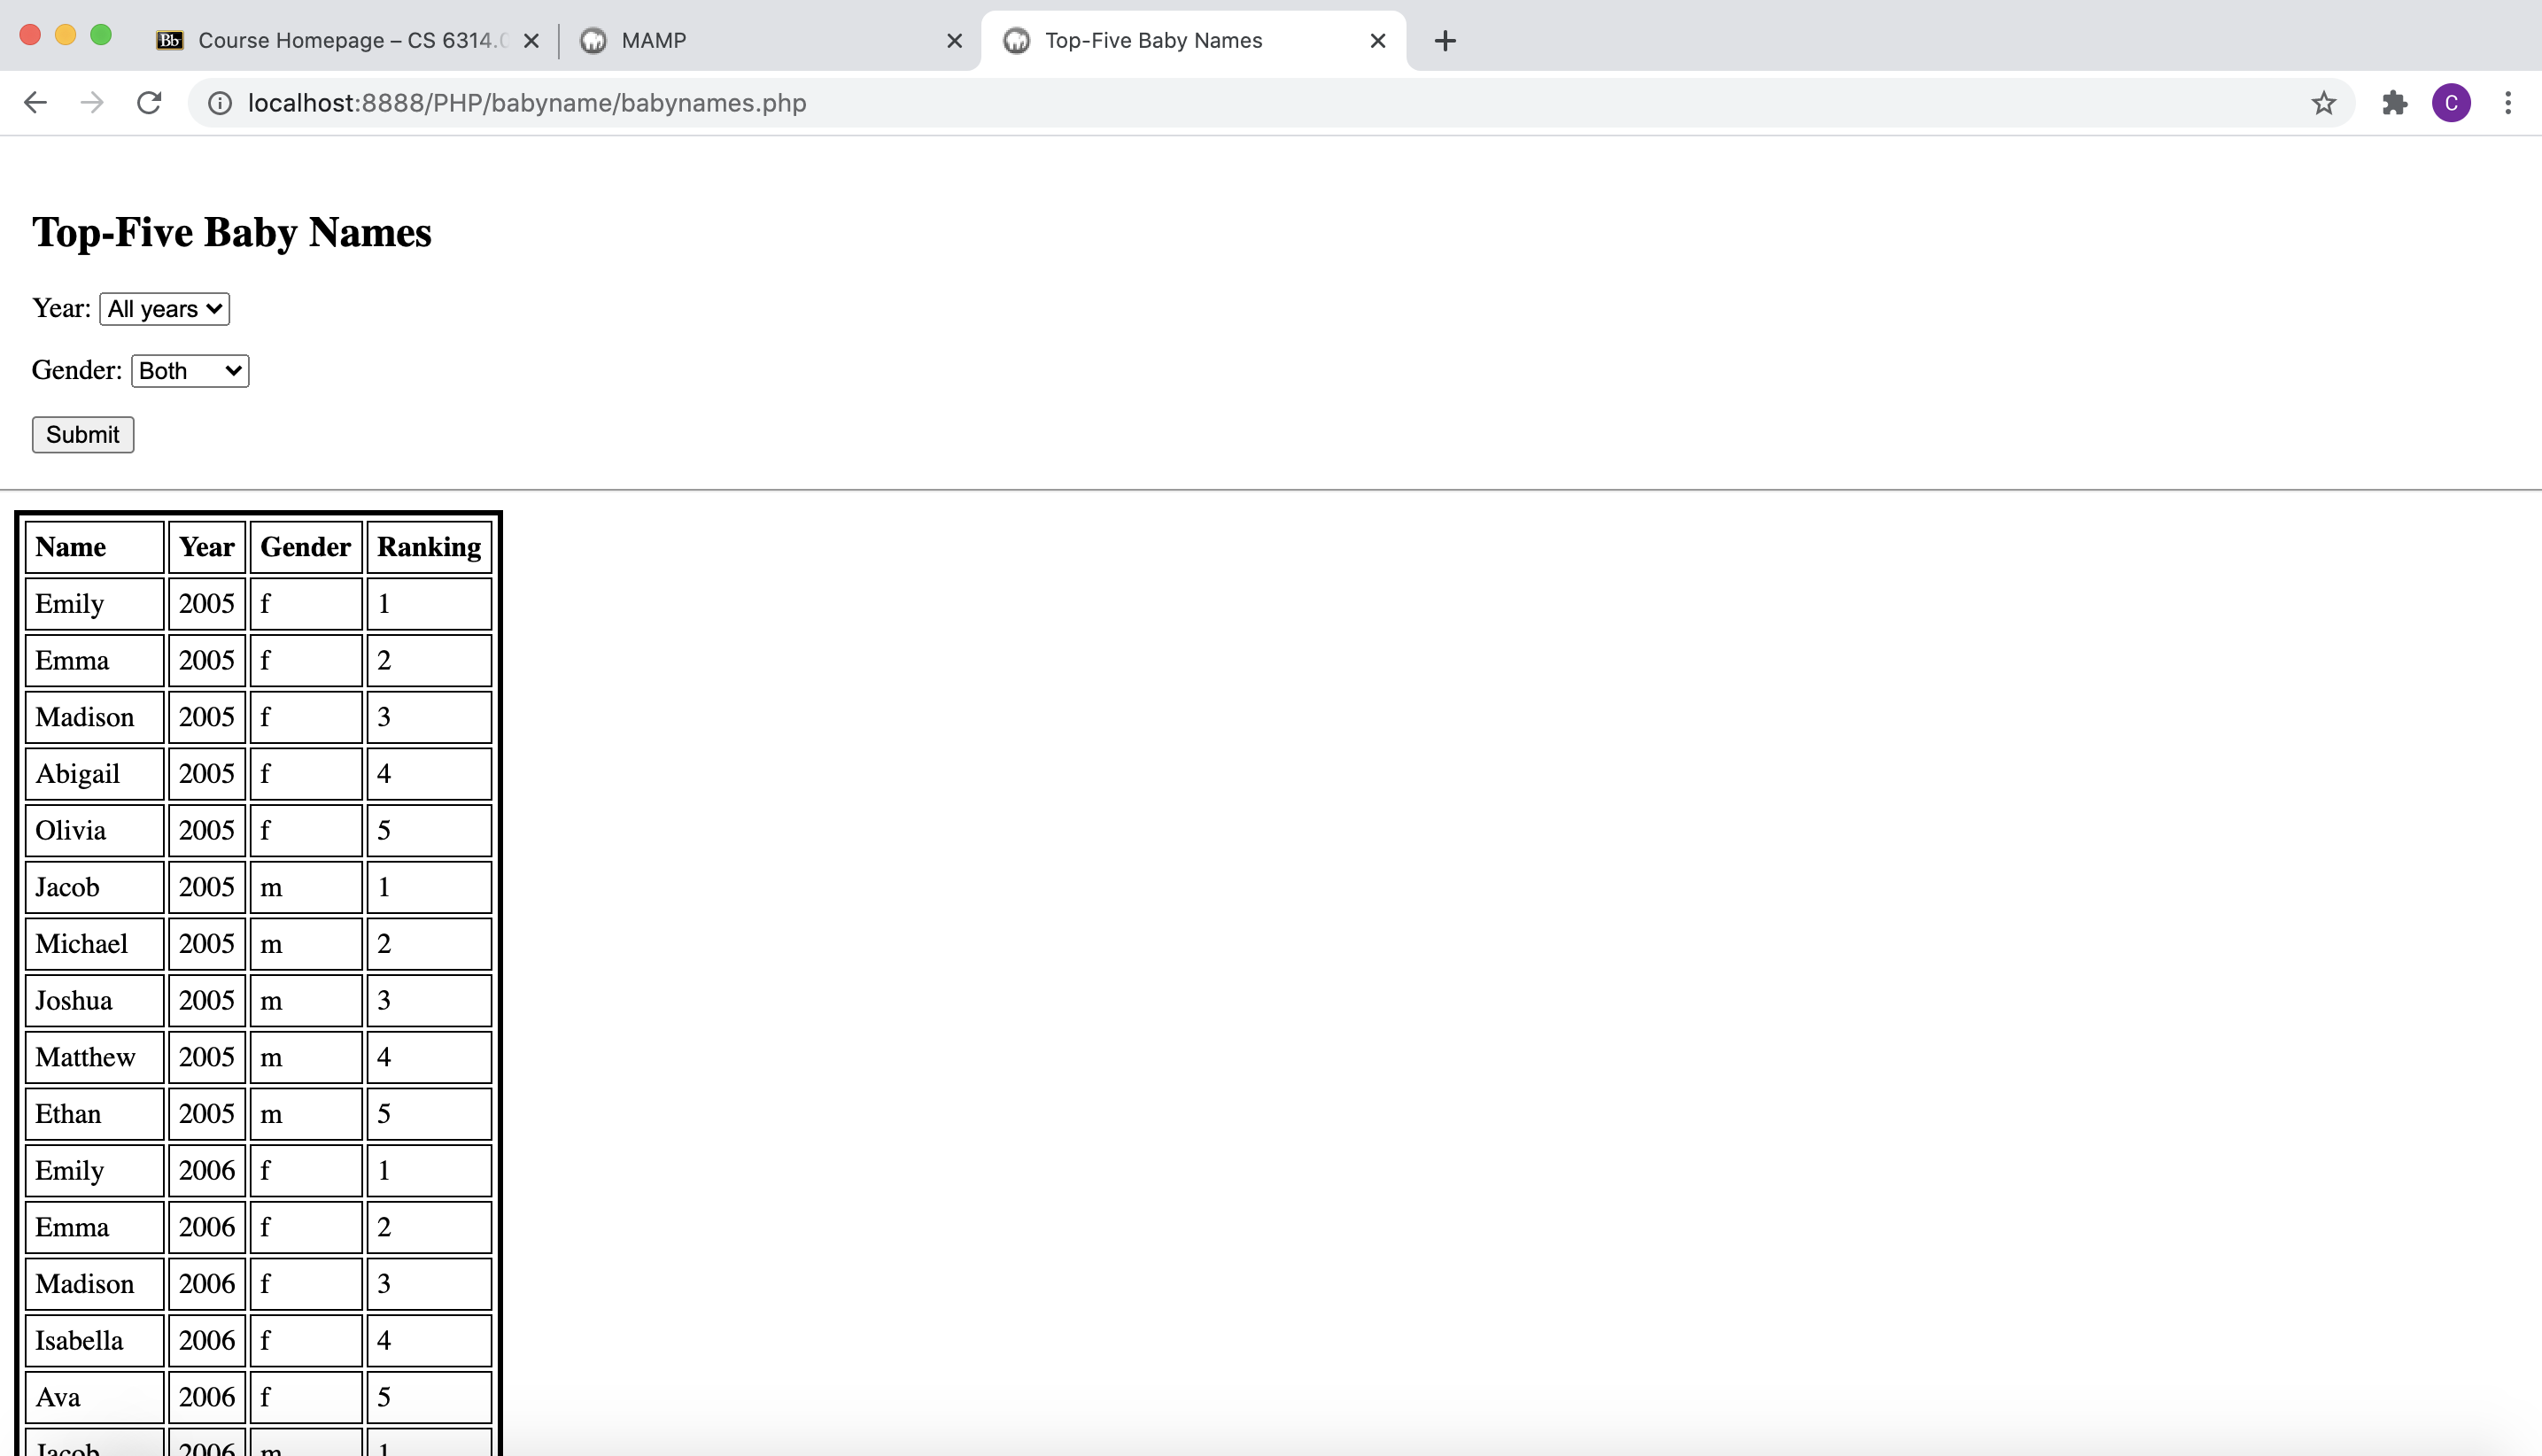 Bb Course Homepage – CS 6314.0
MAMP
Top-Five Baby Names
localhost:8888/PHP/babyname/babynames.php
C
Top-Five Baby Names
Year: All years
Gender: Both
Submit
Name Year Gender Ranking
Emily 2005 f 1
Emma 2005 f 2
Madison 2005 f 3
Abigail 2005 f 4
Olivia 2005 f 5
Jacob 2005 m 1
Michael 2005 m 2
Joshua 2005 m 3
Matthew 2005 m 4
Ethan 2005 m 5
Emily 2006 f 1
Emma 2006 f 2
Madison 2006 f 3
Isabella 2006 f 4
Ava 2006 f 5
Jacob 2006 m 1